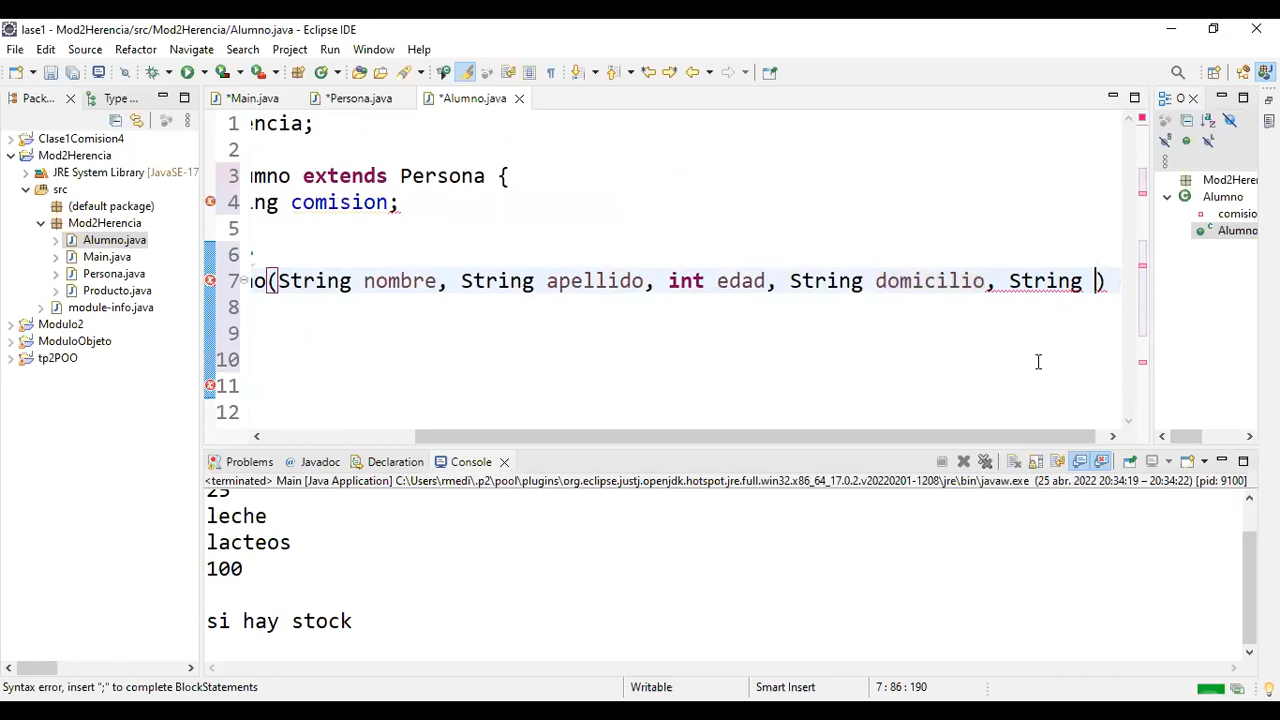 lase1 - Mod2Herencia/src/Mod2Herencia/Alumno.java - Eclipse IDE
File Edit Source Refactor Navigate Search Project Run Window Help
Pack... Type ... *Main.java *Persona.java *Alumno.java O
Clase1Comision4
Mod2Herencia
JRE System Library [JavaSE-17
src
(default package)
Mod2Herencia
Alumno.java
Main.java
Persona.java
Producto.java
module-info.java
Modulo2
ModuloObjeto
tp2POO
1 encia;
2
3 umno extends Persona {
4 ing comision;
5
6
7 no(String nombre, String apellido, int edad, String domicilio, String )
8
9
10
11
12
Mod2Heren
Alumno
comisio
Alumno
Problems Javadoc Declaration Console
<terminated> Main [Java Application] C:\Users\rmedi\.p2\pool\plugins\org.eclipse.justj.openjdk.hotspot.jre.full.win32.x86_64_17.0.2.v20220201-1208\jre\bin\javaw.exe (25 abr. 2022 20:34:19 – 20:34:22) [pid: 9100]
25
leche
lacteos
100
si hay stock
Syntax error, insert ";" to complete BlockStatements Writable Smart Insert 7 : 86 : 190